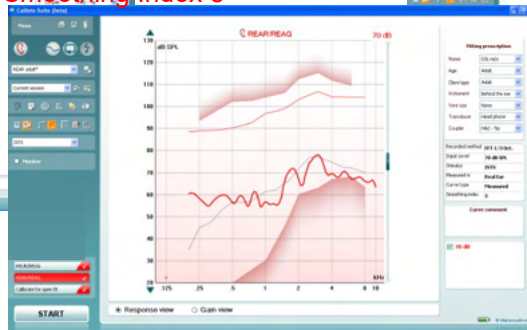 Callisto Suite (beta)
Menu
REAR/REAG
70 dB
dB SPL
130
120
110
100
90
80
70
60
50
40
30
20
.125 .25 .5 1 2 4 8 10
kHz
Response view Gain view
REAR adult*
Current session
ISTS
Monitor
REUR/REUG
REAR/REAG
Calibrate for open fit
START
Fitting prescription
Name
Age Adult
Client type Adult
Instrument Behind the ear
Vent size None
Transducer Head phone
Coupler HA2 - Tip
Recorded method
Input Level 70 dB SPL
Stimulus ISTS
Measured in Real Ear
Curve type Measured
Smoothing index
Curve comment
70 dB